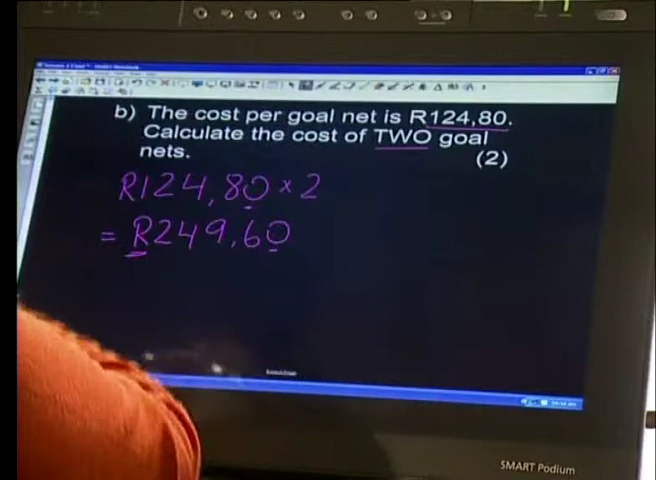 b) The cost per goal net is R124,80.
Calculate the cost of TWO goal
nets.
(2)
R124,80 × 2
= R249,60
SMART Podium